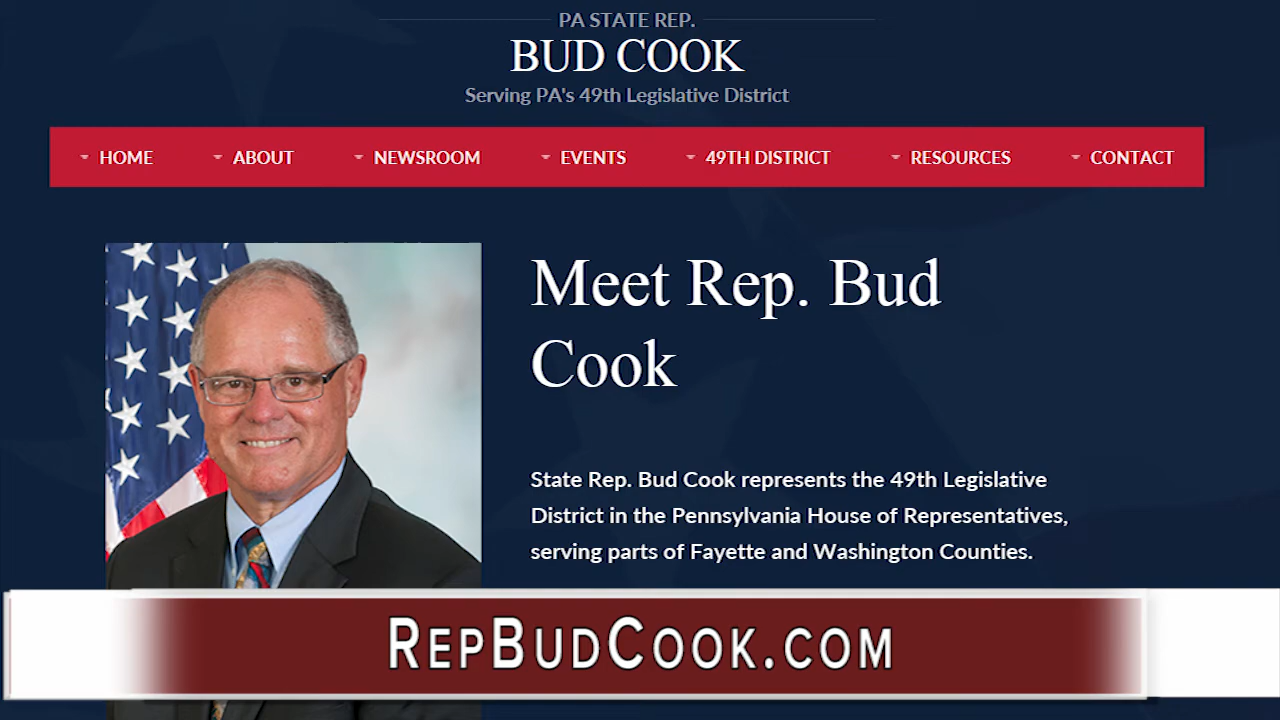 PA STATE REP.
BUD COOK
Serving PA's 49th Legislative District
HOME ABOUT NEWSROOM EVENTS 49TH DISTRICT RESOURCES CONTACT
Meet Rep. Bud
Cook
State Rep. Bud Cook represents the 49th Legislative
District in the Pennsylvania House of Representatives,
serving parts of Fayette and Washington Counties.
REPBUDCOOK.COM